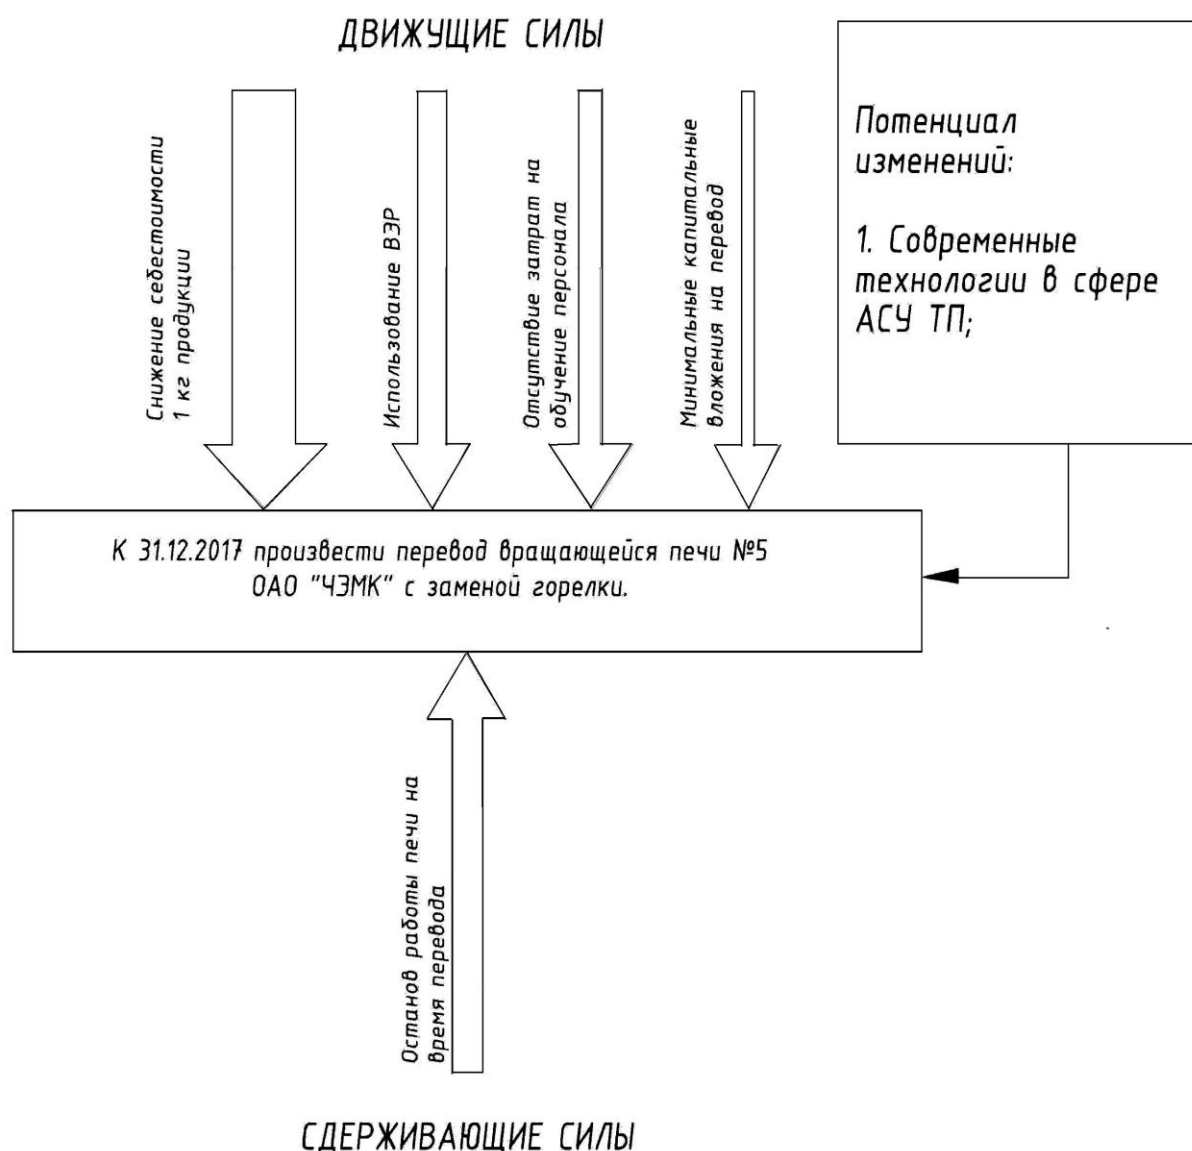 ДВИЖУЩИЕ СИЛЫ
Снижение себестоимости
1 кг продукции
Использование ВЭР
Отсутствие затрат на
обучение персонала
Минимальные капитальные
вложения на перевод
Потенциал
изменений:
1. Современные
технологии в сфере
АСУ ТП;
К 31.12.2017 произвести перевод вращающейся печи №5
ОАО "ЧЭМК" с заменой горелки.
Останов работы печи на
время перевода
СДЕРЖИВАЮЩИЕ СИЛЫ